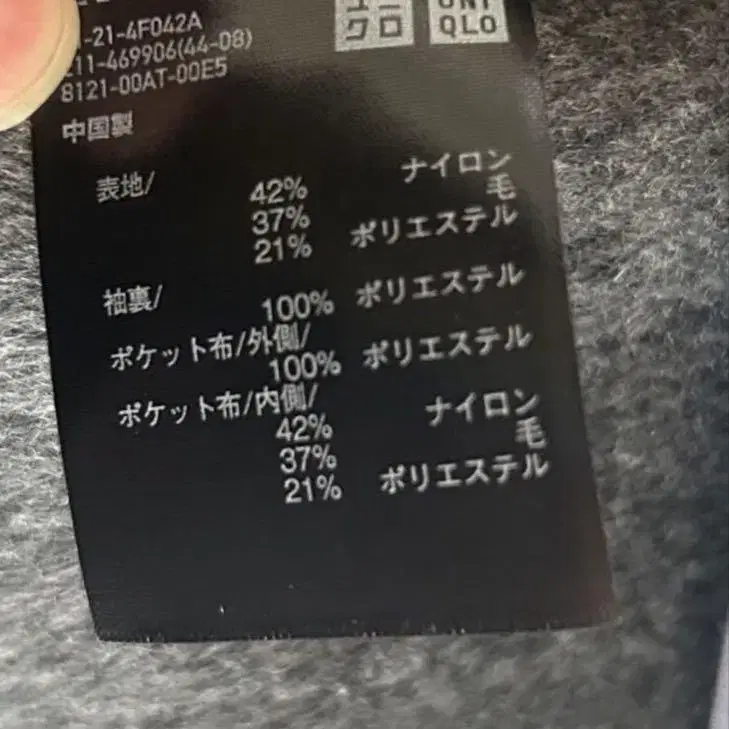 ユニクロ
UNIQLO
-21-4F042A
11-469906(44-08)
8121-00AT-00E5
中国製
表地/
42% ナイロン
37% 毛
21% ポリエステル
袖裏/
100% ポリエステル
ポケット布/外側/
100% ポリエステル
ポケット布/内側/
42% ナイロン
37% 毛
21% ポリエステル